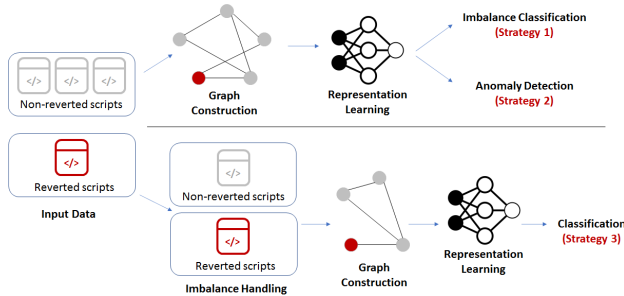 </>
</>
</>
Non-reverted scripts
Graph
Construction
Representation
Learning
Imbalance Classification
(Strategy 1)
Anomaly Detection
(Strategy 2)
</>
Reverted scripts
Input Data
</>
Non-reverted scripts
</>
Reverted scripts
Imbalance Handling
Graph
Construction
Representation
Learning
Classification
(Strategy 3)